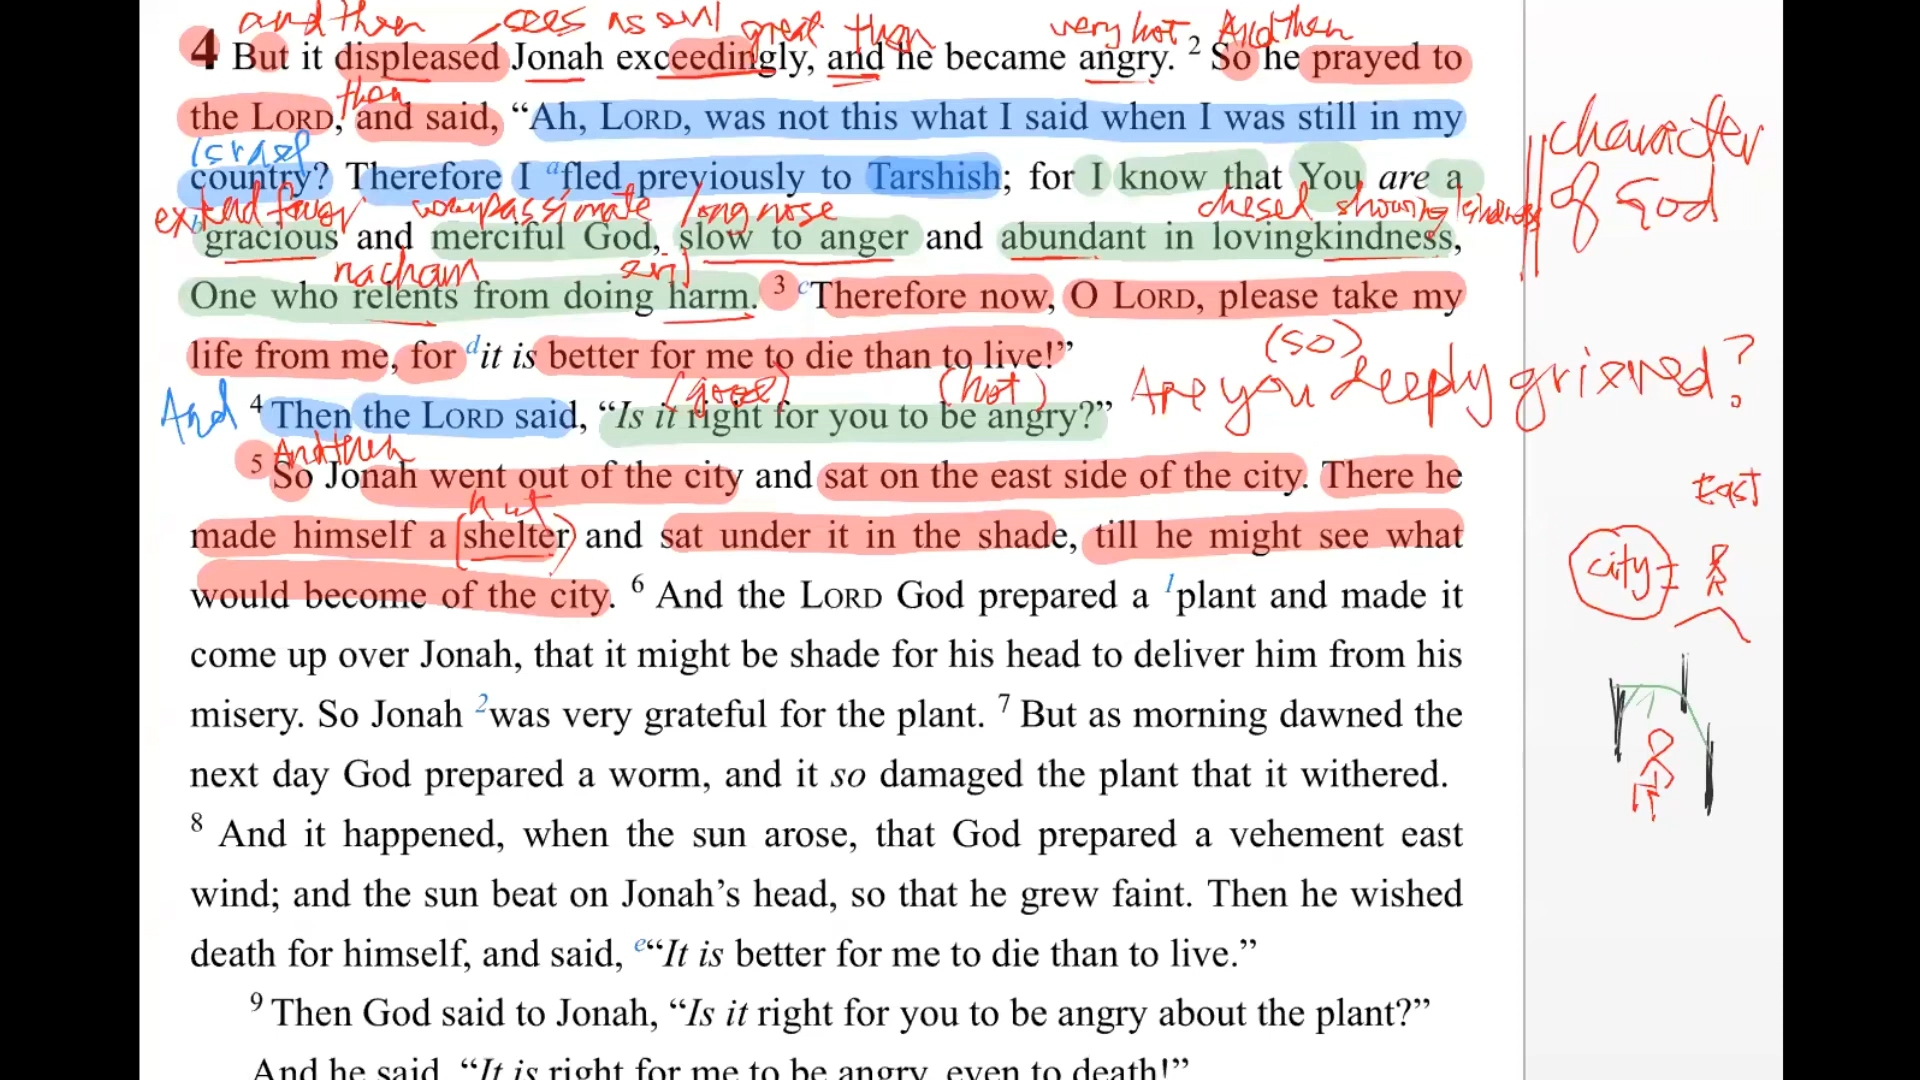 and then sees as evil great then very hot And then
4 But it displeased Jonah exceedingly, and he became angry. 2 So he prayed to
then
the LORD, and said, “Ah, LORD, was not this what I said when I was still in my
Israel
country? Therefore I a fled previously to Tarshish; for I know that You are a
extend favor compassionate long nose chesed showing kindness
b gracious and merciful God, slow to anger and abundant in lovingkindness,
nacham evil
One who relents from doing harm. 3 c Therefore now, O LORD, please take my
life from me, for d it is better for me to die than to live!”
And (good) (hot)
4 Then the LORD said, “Is it right for you to be angry?”
(so)
Are you deeply grieved?
And then
5 So Jonah went out of the city and sat on the east side of the city. There he
hut
made himself a (shelter) and sat under it in the shade, till he might see what
would become of the city. 6 And the LORD God prepared a 1 plant and made it
come up over Jonah, that it might be shade for his head to deliver him from his
misery. So Jonah 2 was very grateful for the plant. 7 But as morning dawned the
next day God prepared a worm, and it so damaged the plant that it withered.
8 And it happened, when the sun arose, that God prepared a vehement east
wind; and the sun beat on Jonah’s head, so that he grew faint. Then he wished
death for himself, and said, e “It is better for me to die than to live.”
9 Then God said to Jonah, “Is it right for you to be angry about the plant?”
And he said, “It is right for me to be angry, even to death!”
character
of God
East
city